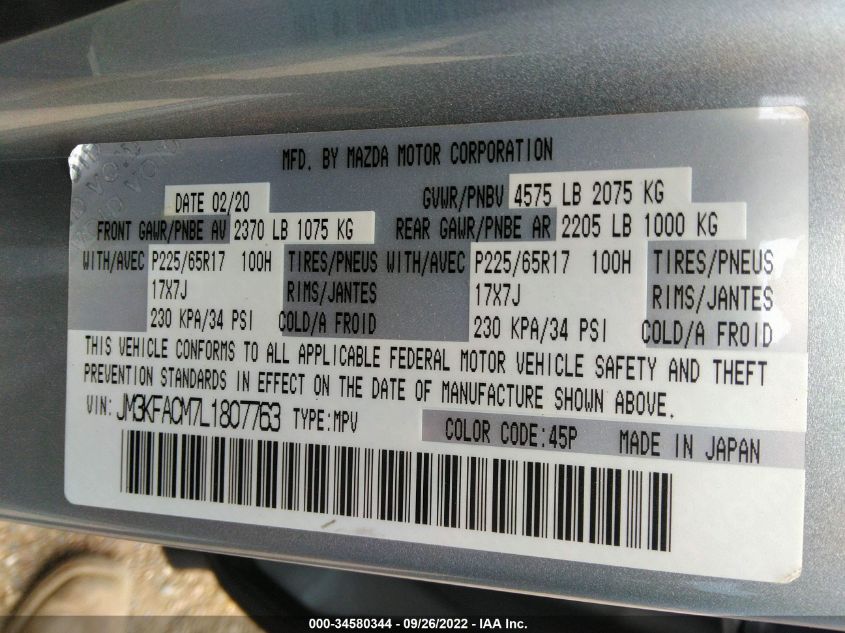 MFD. BY MAZDA MOTOR CORPORATION
DATE 02/20 GVWR/PNBV 4575 LB 2075 KG
FRONT GAWR/PNBE AV 2370 LB 1075 KG REAR GAWR/PNBE AR 2205 LB 1000 KG
WITH/AVEC P225/65R17 100H TIRES/PNEUS WITH/AVEC P225/65R17 100H TIRES/PNEUS
17X7J RIMS/JANTES 17X7J RIMS/JANTES
230 KPA/34 PSI COLD/A FROID 230 KPA/34 PSI COLD/A FROID
THIS VEHICLE CONFORMS TO ALL APPLICABLE FEDERAL MOTOR VEHICLE SAFETY AND THEFT
PREVENTION STANDARDS IN EFFECT ON THE DATE OF MANUFACTURE SHOWN ABOVE.
VIN: JM3KFACM7L1807763 TYPE:MPV COLOR CODE:45P MADE IN JAPAN
000-34580344 - 09/26/2022 - IAA Inc.